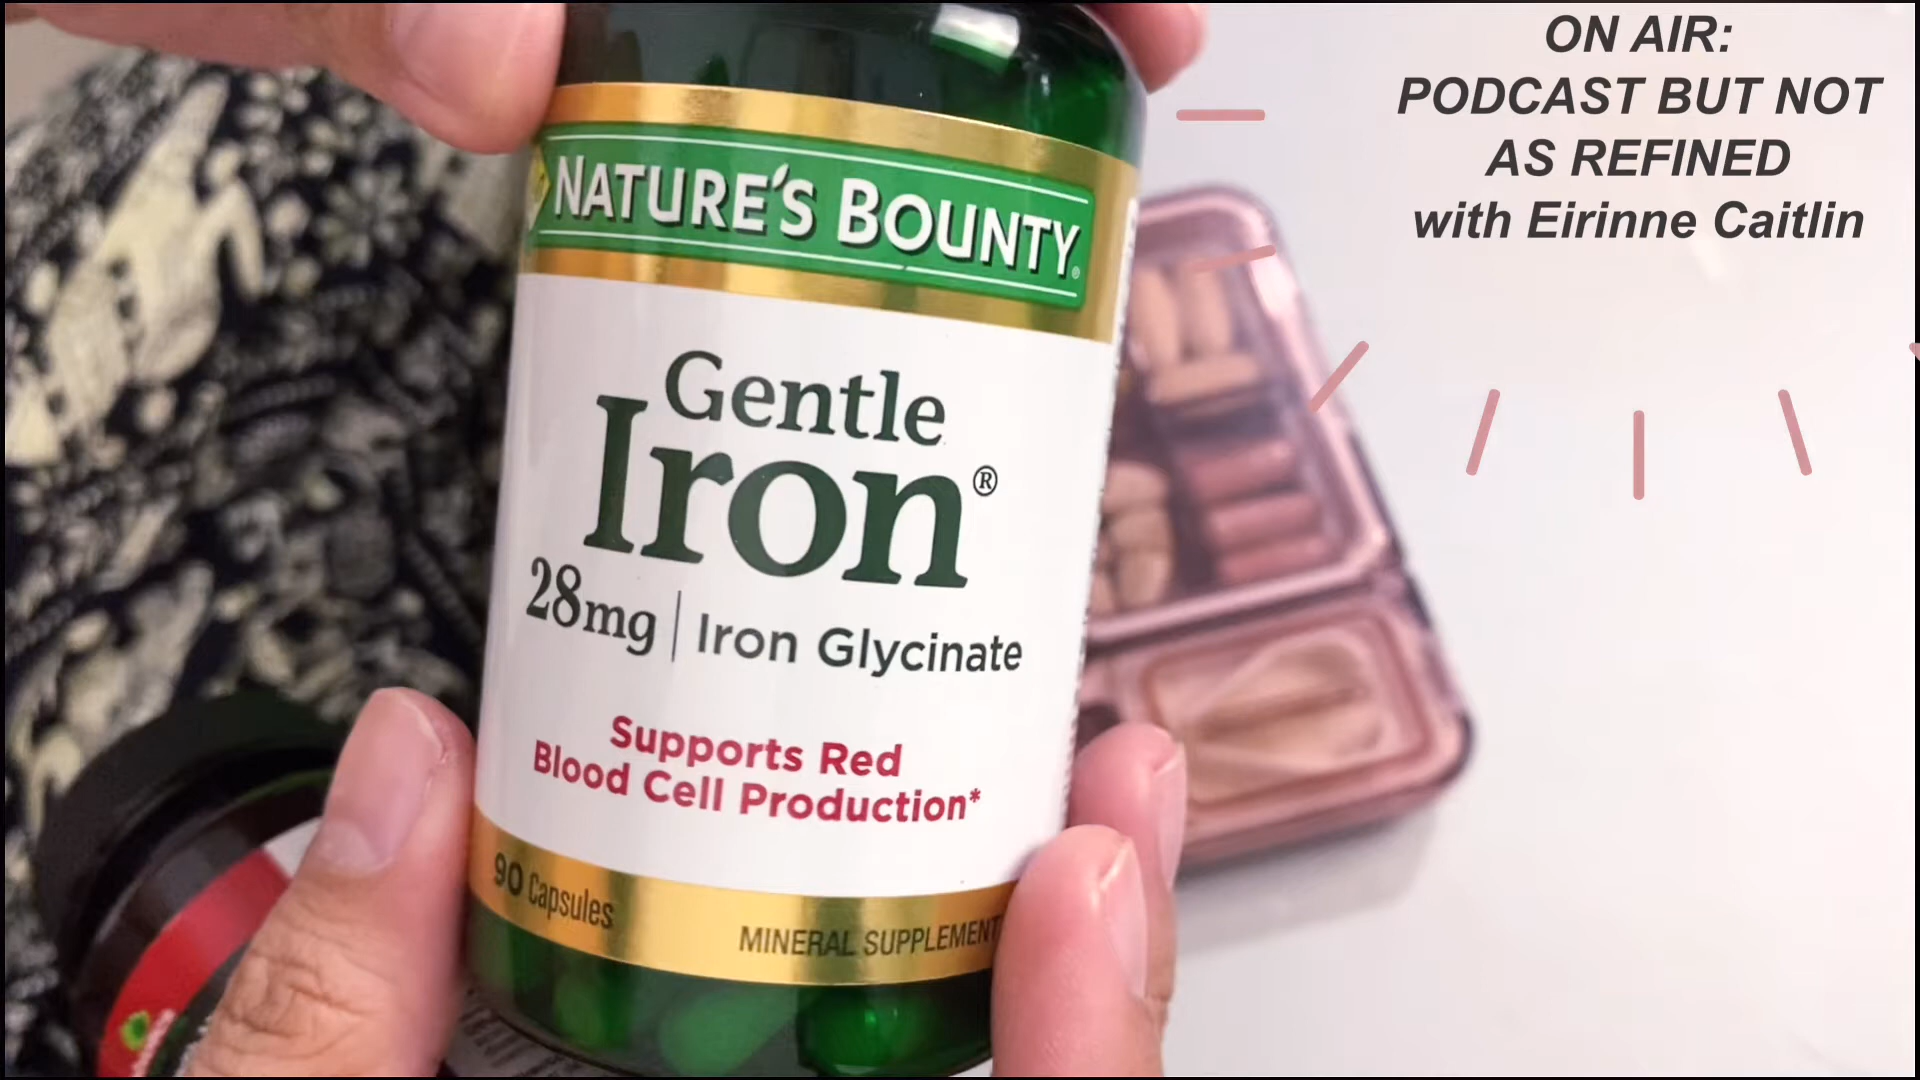 ON AIR:
PODCAST BUT NOT
AS REFINED
with Eirinne Caitlin
NATURE'S BOUNTY®
Gentle
Iron®
28mg | Iron Glycinate
Supports Red
Blood Cell Production*
90 Capsules
MINERAL SUPPLEMENT